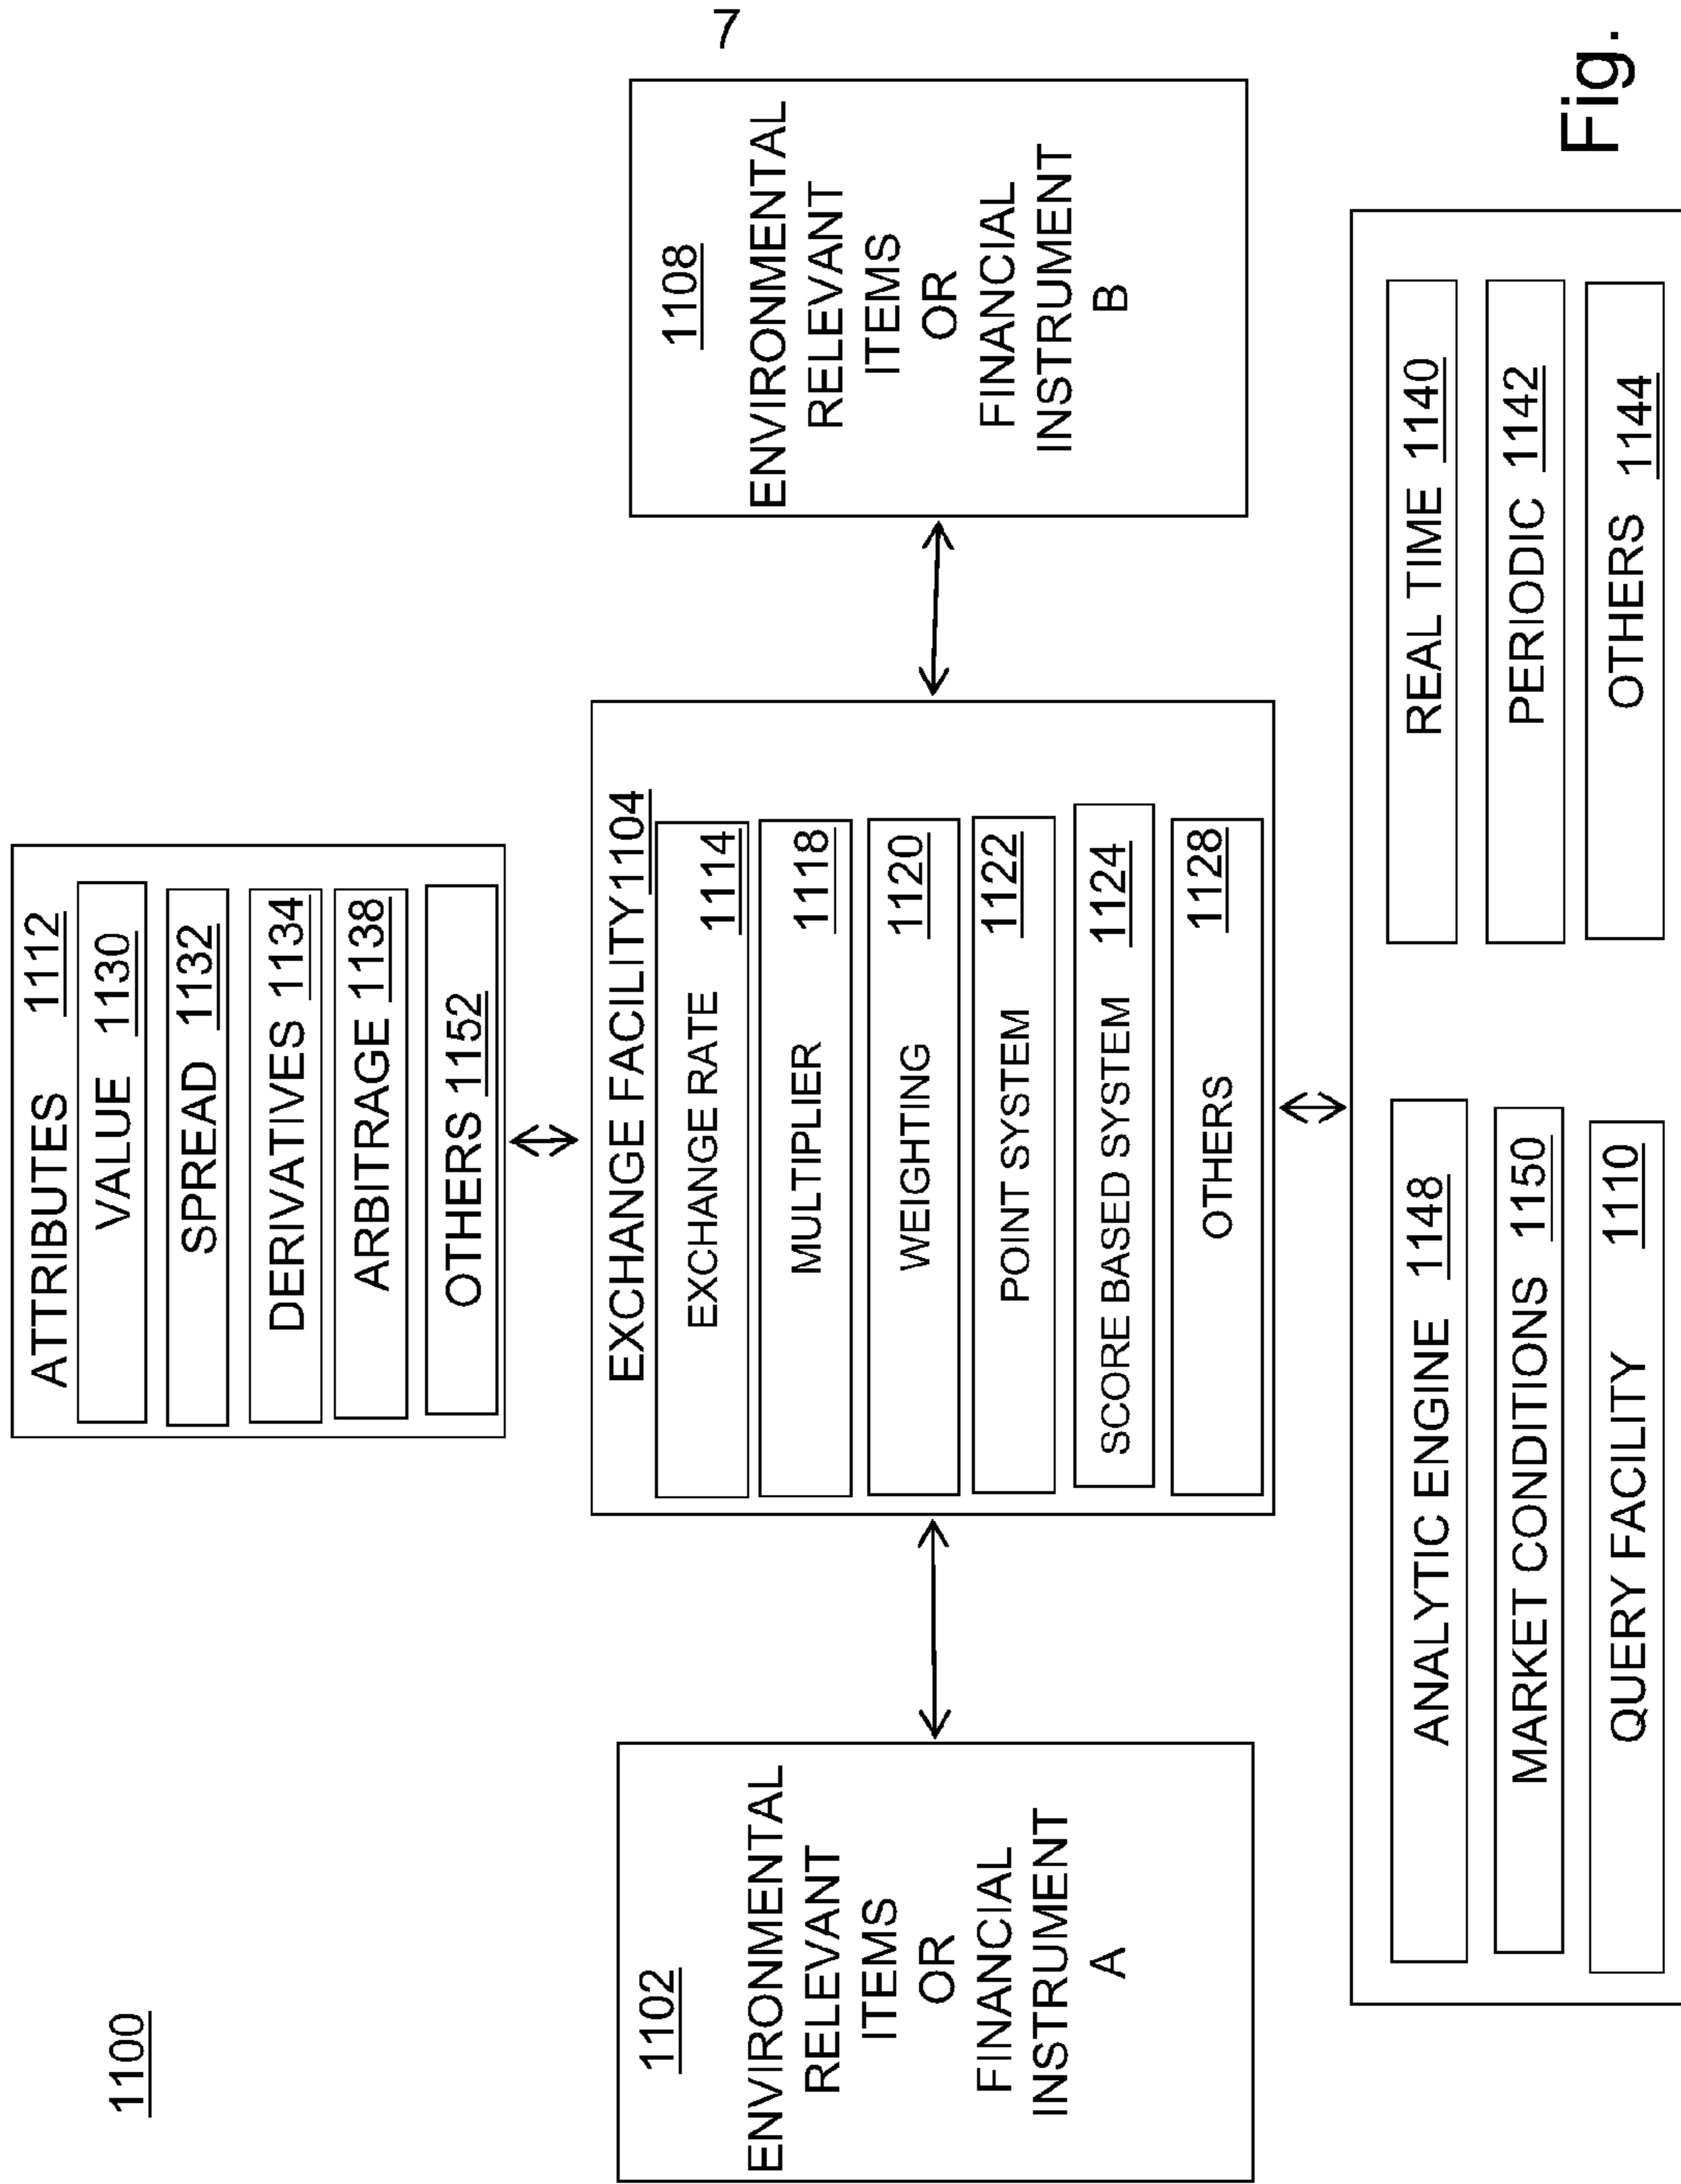 1100
ATTRIBUTES 1112
VALUE 1130
SPREAD 1132
DERIVATIVES 1134
ARBITRAGE 1138
OTHERS 1152
1102
ENVIRONMENTAL
RELEVANT
ITEMS
OR
FINANCIAL
INSTRUMENT
A
EXCHANGE FACILITY1104
EXCHANGE RATE 1114
MULTIPLIER 1118
WEIGHTING 1120
POINT SYSTEM 1122
SCORE BASED SYSTEM 1124
OTHERS 1128
1108
ENVIRONMENTAL
RELEVANT
ITEMS
OR
FINANCIAL
INSTRUMENT
B
ANALYTIC ENGINE 1148
MARKET CONDITIONS 1150
QUERY FACILITY 1110
REAL TIME 1140
PERIODIC 1142
OTHERS 1144
7
Fig.